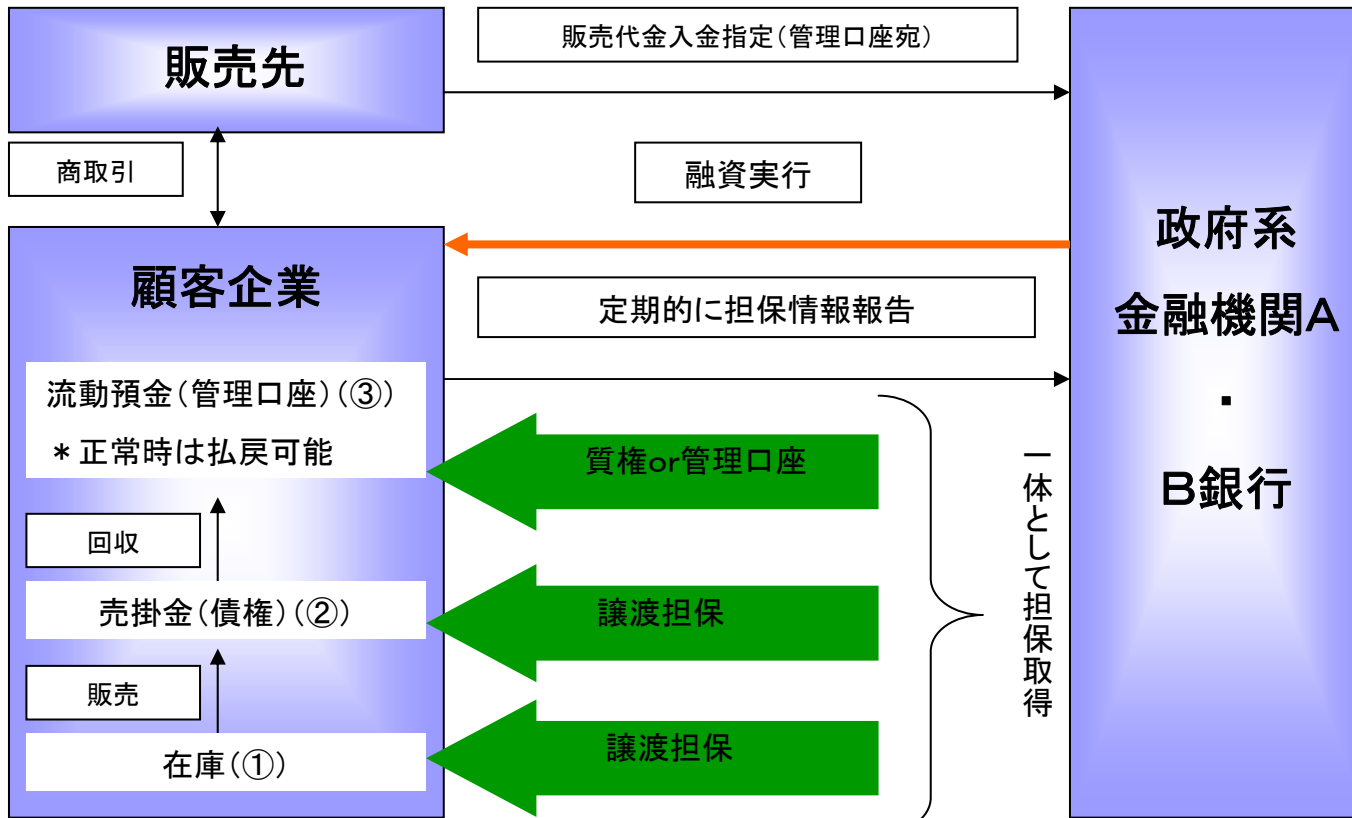 販売先
販売代金入金指定(管理口座宛)
商取引
融資実行
政府系
金融機関A
・
B銀行
顧客企業
定期的に担保情報報告
流動預金(管理口座)(③)
*正常時は払戻可能
質権or管理口座
回収
売掛金(債権)(②)
譲渡担保
販売
在庫(①)
譲渡担保
一体として担保取得